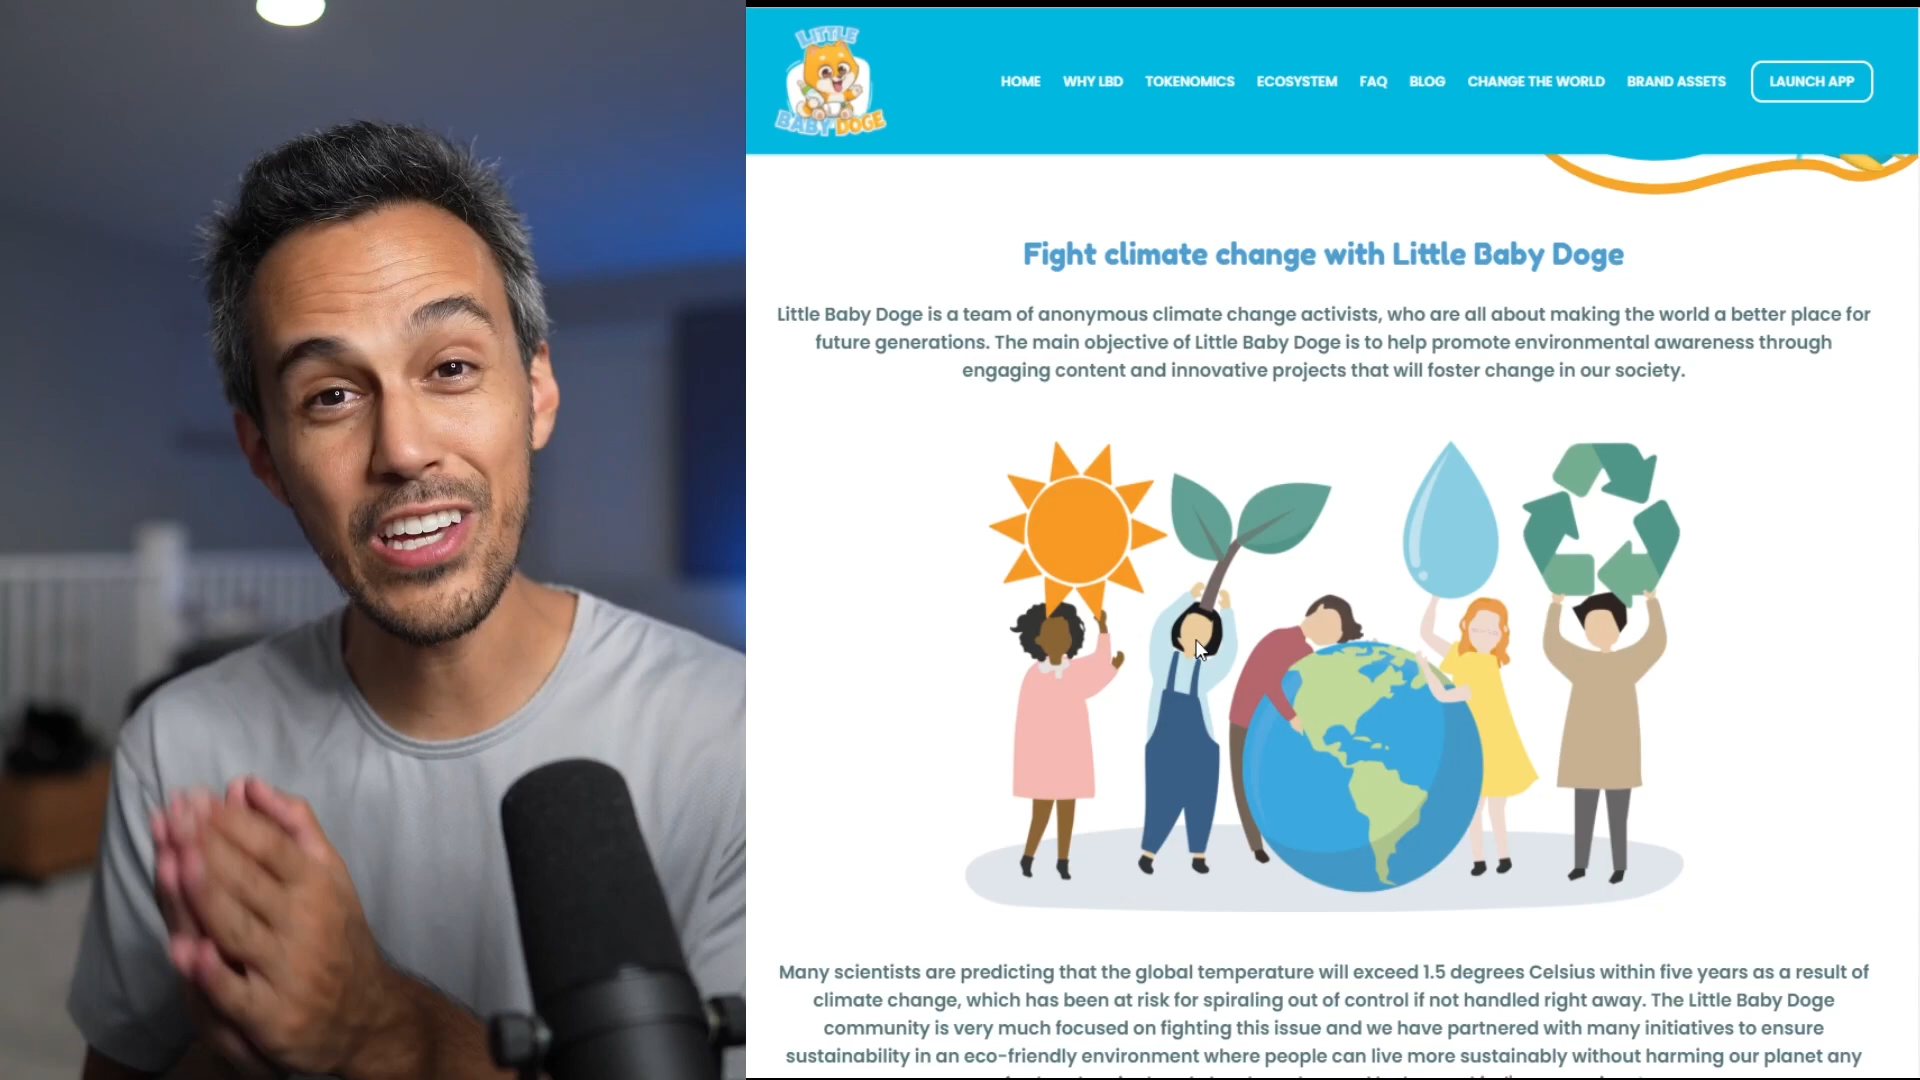 LITTLE
BABY DOGE
HOME WHY LBD TOKENOMICS ECOSYSTEM FAQ BLOG CHANGE THE WORLD BRAND ASSETS LAUNCH APP
Fight climate change with Little Baby Doge
Little Baby Doge is a team of anonymous climate change activists, who are all about making the world a better place for
future generations. The main objective of Little Baby Doge is to help promote environmental awareness through
engaging content and innovative projects that will foster change in our society.
Many scientists are predicting that the global temperature will exceed 1.5 degrees Celsius within five years as a result of
climate change, which has been at risk for spiraling out of control if not handled right away. The Little Baby Doge
community is very much focused on fighting this issue and we have partnered with many initiatives to ensure
sustainability in an eco-friendly environment where people can live more sustainably without harming our planet any